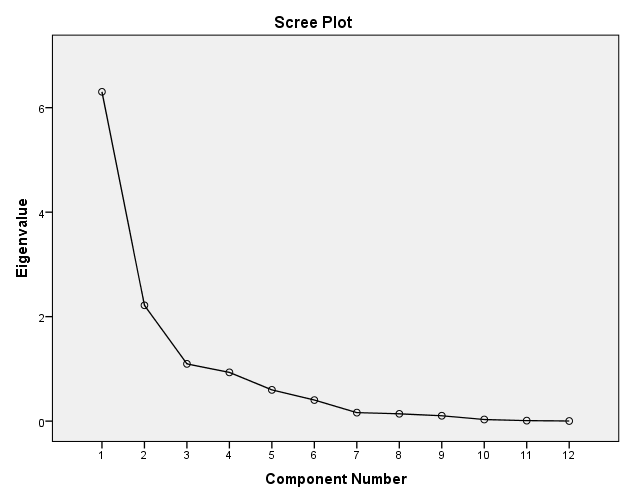 Scree Plot
Eigenvalue
6
4
2
0
1 2 3 4 5 6 7 8 9 10 11 12
Component Number